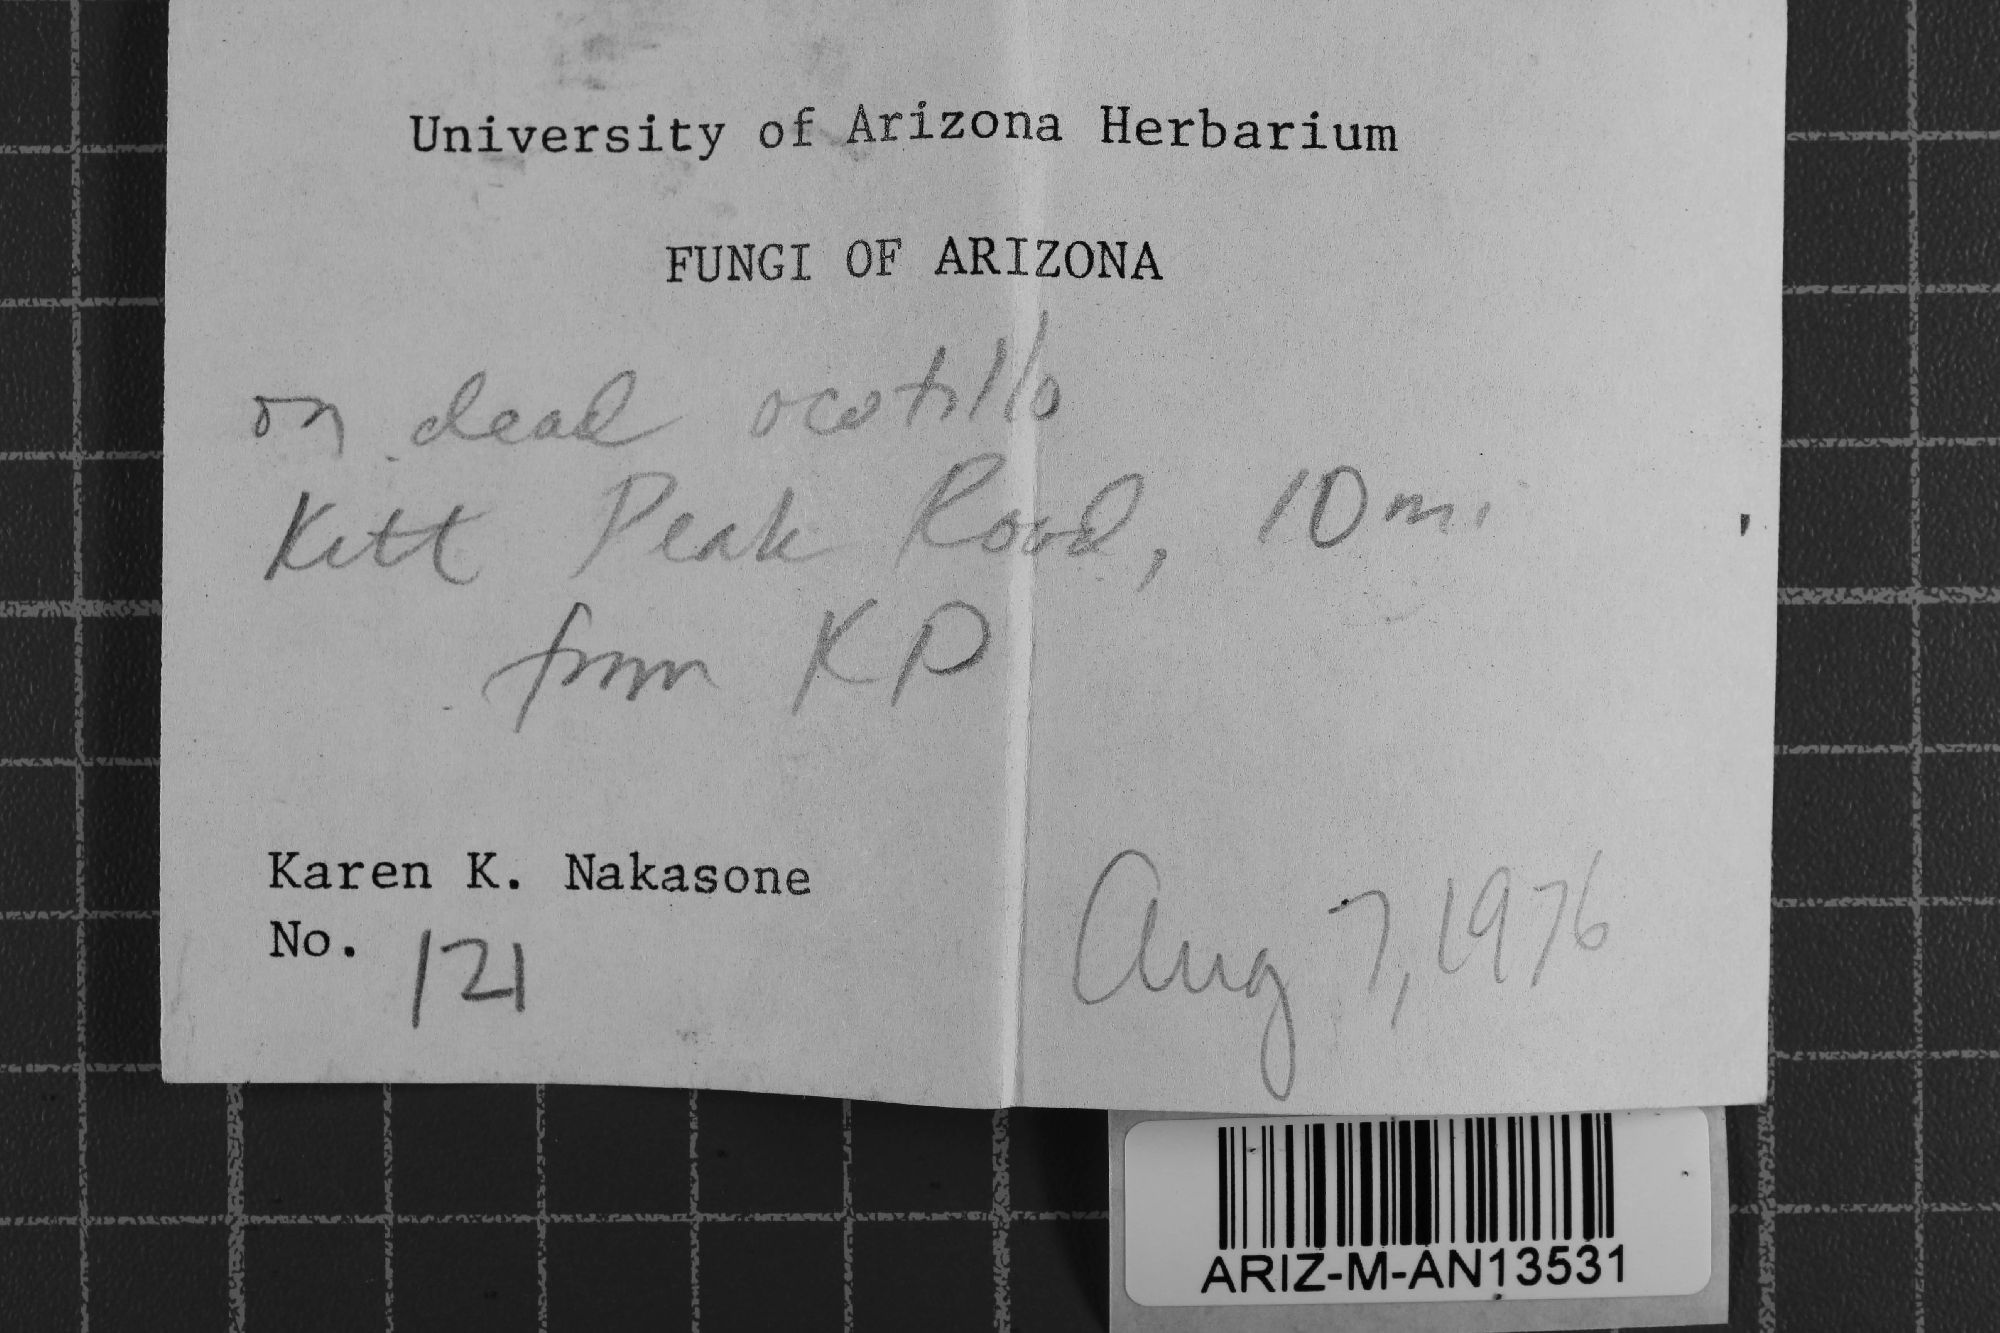 University of Arizona Herbarium
FUNGI OF ARIZONA
on dead ocotillo
Kitt Peak Road, 10 mi
from KP
Karen K. Nakasone
No. 121
Aug 7, 1976
ARIZ-M-AN13531